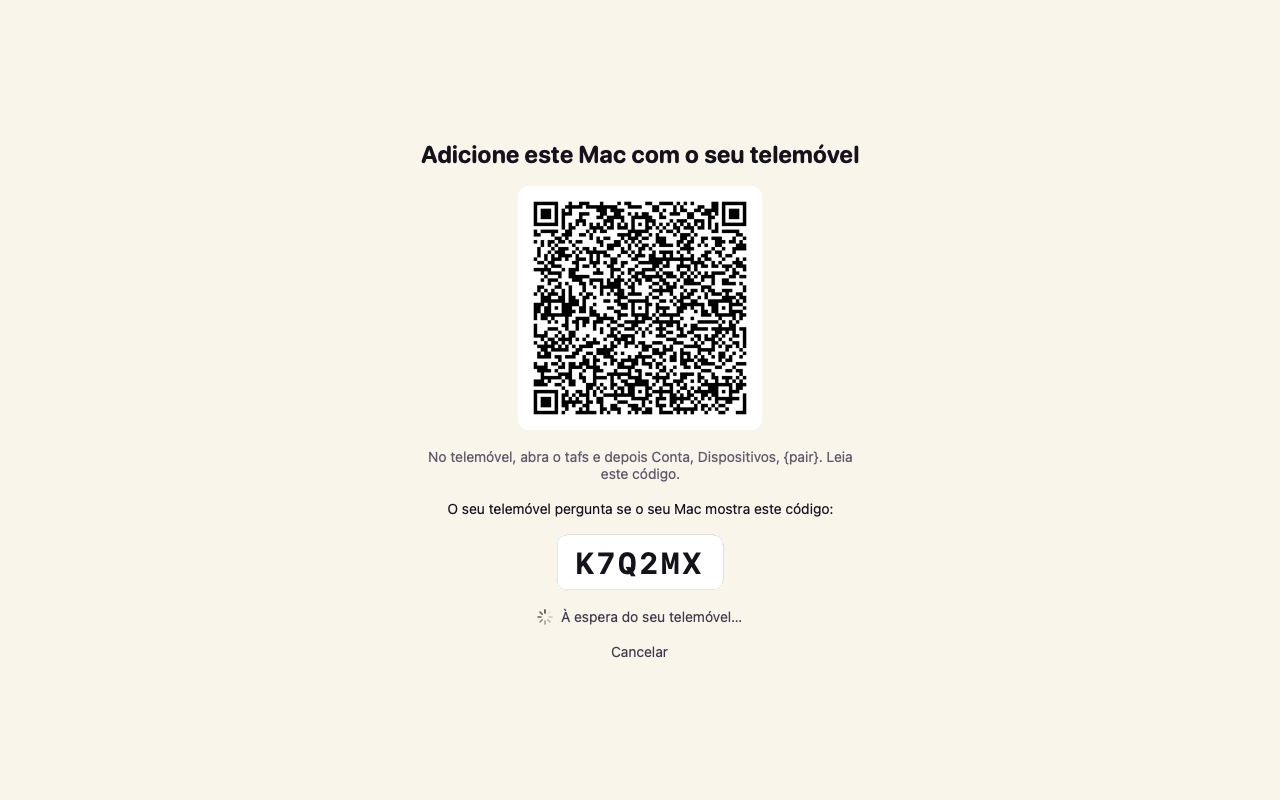 Adicione este Mac com o seu telemóvel
No telemóvel, abra o tafs e depois Conta, Dispositivos, {pair}. Leia
este código.
O seu telemóvel pergunta se o seu Mac mostra este código:
K7Q2MX
À espera do seu telemóvel…
Cancelar